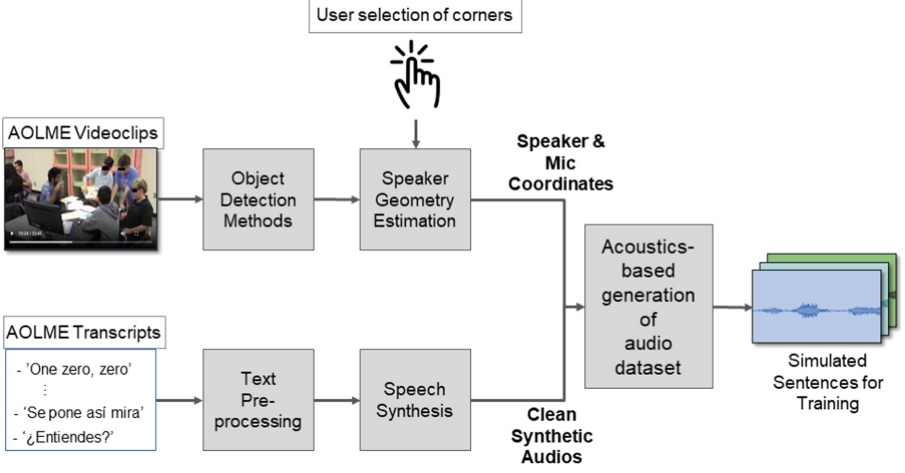 User selection of corners
AOLME Videoclips
Object
Detection
Methods
Speaker
Geometry
Estimation
Speaker &
Mic
Coordinates
Acoustics-
based
generation
of
audio
dataset
Simulated
Sentences for
Training
AOLME Transcripts
- 'One zero, zero'
⋮
- 'Se pone así mira'
- '¿Entiendes?'
Text
Pre-
processing
Speech
Synthesis
Clean
Synthetic
Audios